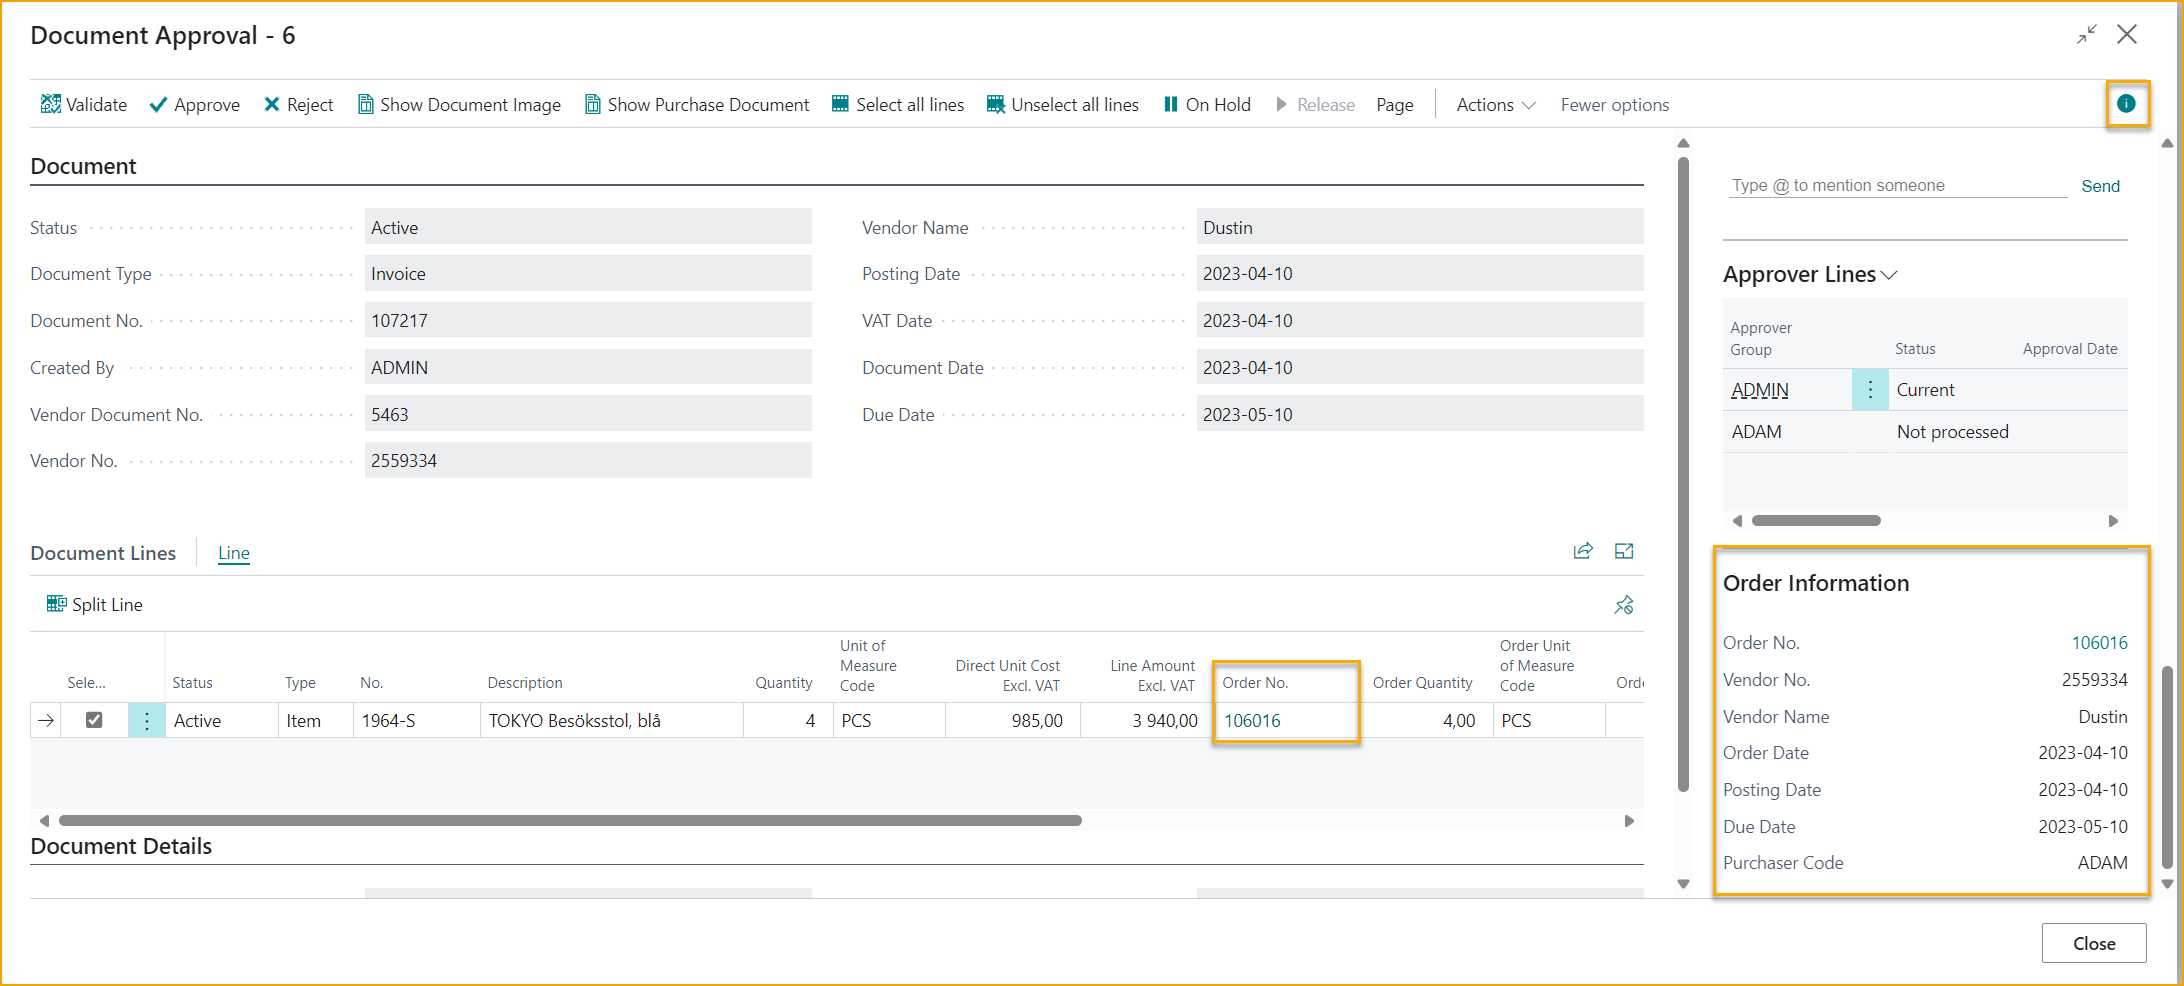 Document Approval - 6
Validate Approve Reject Show Document Image Show Purchase Document Select all lines Unselect all lines On Hold Release Page Actions Fewer options
Document
Status Active
Document Type Invoice
Document No. 107217
Created By ADMIN
Vendor Document No. 5463
Vendor No. 2559334
Vendor Name Dustin
Posting Date 2023-04-10
VAT Date 2023-04-10
Document Date 2023-04-10
Due Date 2023-05-10
Document Lines Line
Split Line
Sele... Status Type No. Description Quantity Unit of Measure Code Direct Unit Cost Excl. VAT Line Amount Excl. VAT Order No. Order Quantity Order Unit of Measure Code Orde
Active Item 1964-S TOKYO Besöksstol, blå 4 PCS 985,00 3 940,00 106016 4,00 PCS
Document Details
Type @ to mention someone Send
Approver Lines
Approver Group Status Approval Date
ADMIN Current
ADAM Not processed
Order Information
Order No. 106016
Vendor No. 2559334
Vendor Name Dustin
Order Date 2023-04-10
Posting Date 2023-04-10
Due Date 2023-05-10
Purchaser Code ADAM
Close